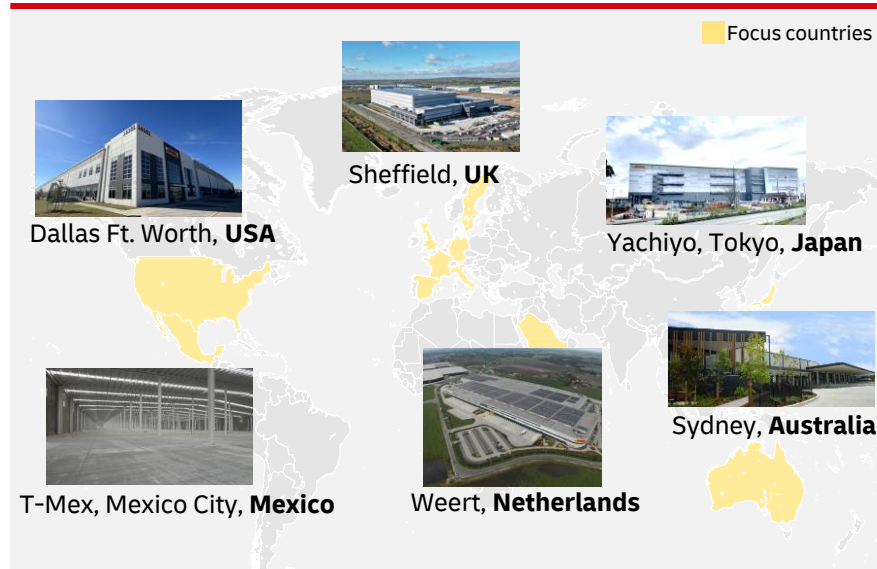 Focus countries
Sheffield, UK
Dallas Ft. Worth, USA
Yachiyo, Tokyo, Japan
Sydney, Australia
T-Mex, Mexico City, Mexico
Weert, Netherlands